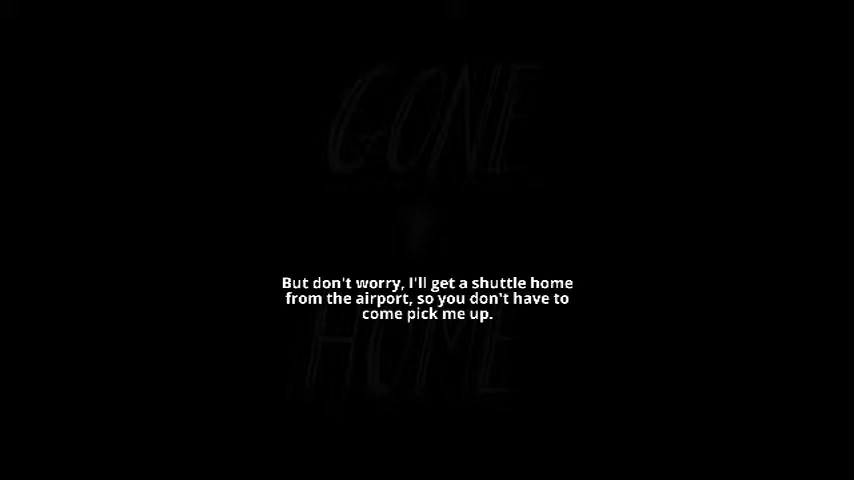 GONE
But don't worry, I'll get a shuttle home
from the airport, so you don't have to
come pick me up.
HOME